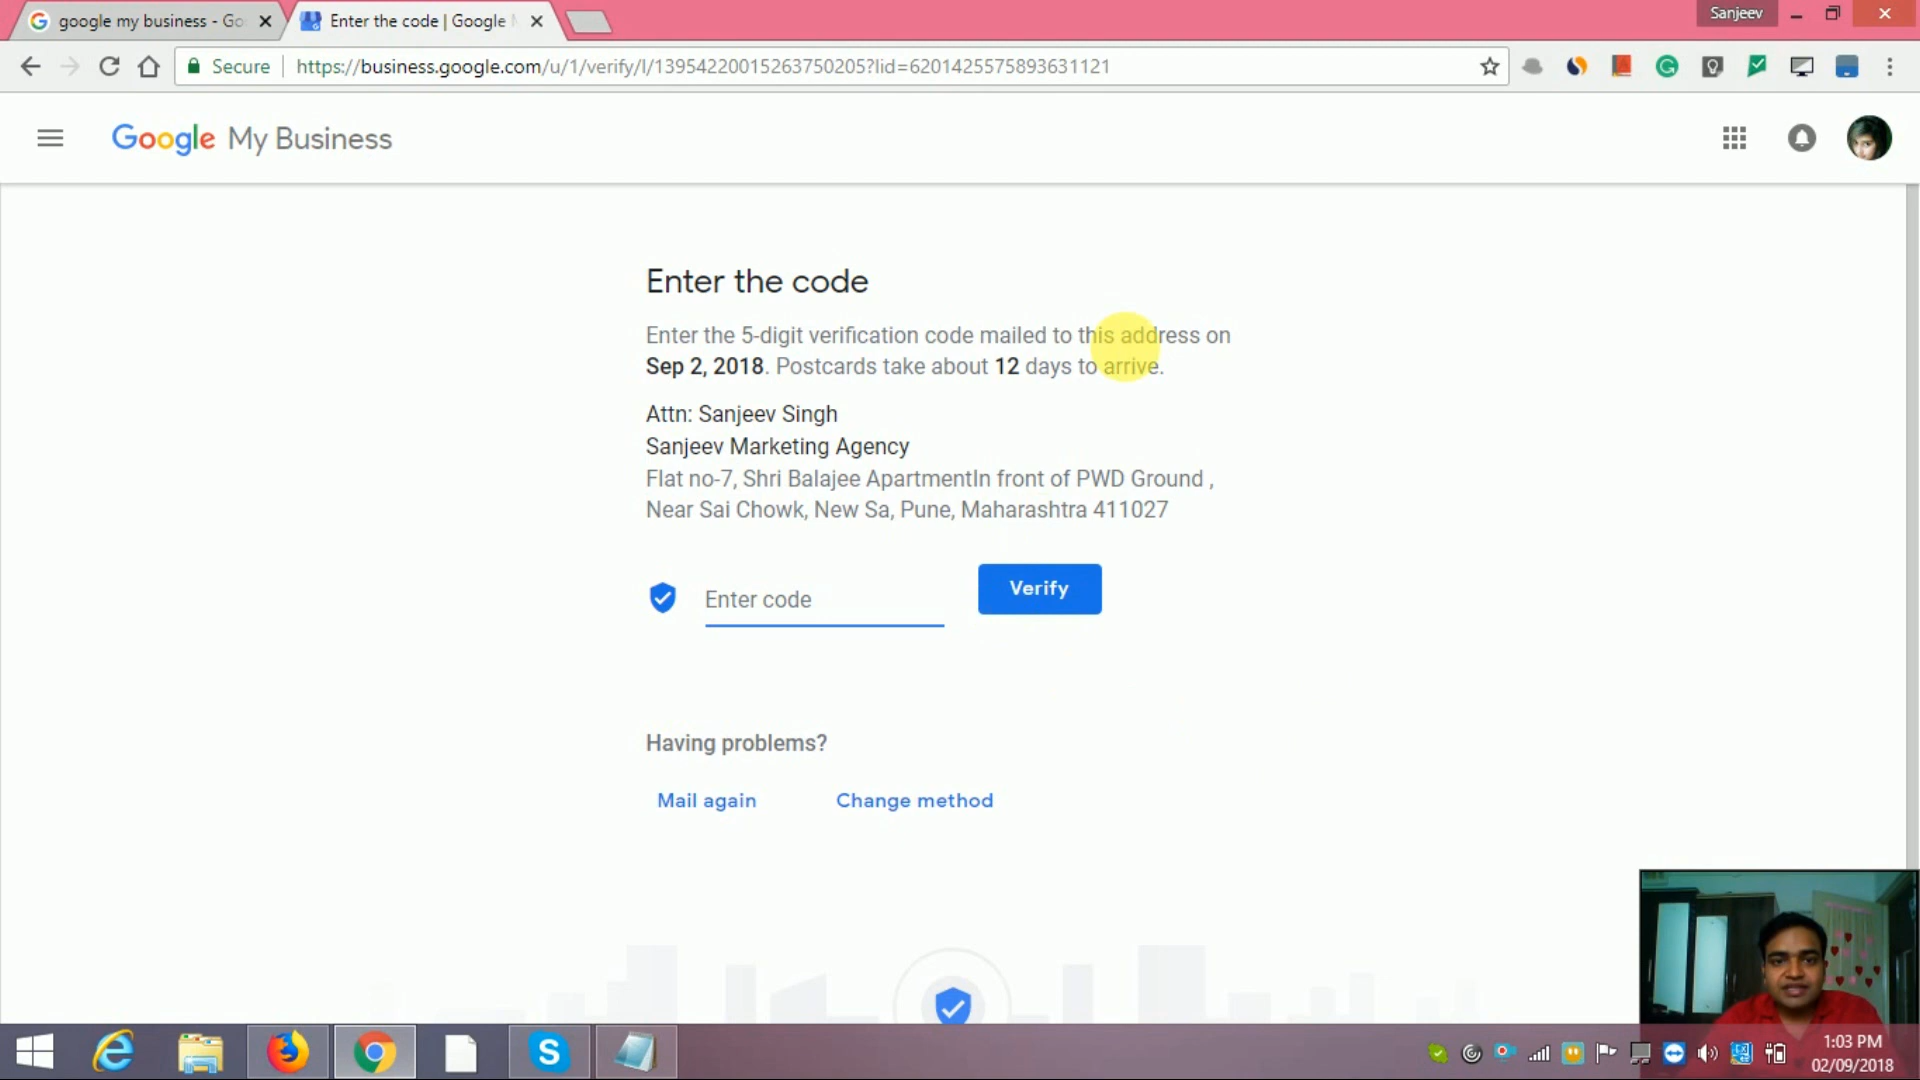 google my business - Go
Enter the code | Google
Sanjeev
Secure
https://business.google.com/u/1/verify/l/13954220015263750205?lid=6201425575893631121
Google My Business
Enter the code
Enter the 5-digit verification code mailed to this address on
Sep 2, 2018. Postcards take about 12 days to arrive.
Attn: Sanjeev Singh
Sanjeev Marketing Agency
Flat no-7, Shri Balajee ApartmentIn front of PWD Ground ,
Near Sai Chowk, New Sa, Pune, Maharashtra 411027
Enter code
Verify
Having problems?
Mail again
Change method
1:03 PM
02/09/2018